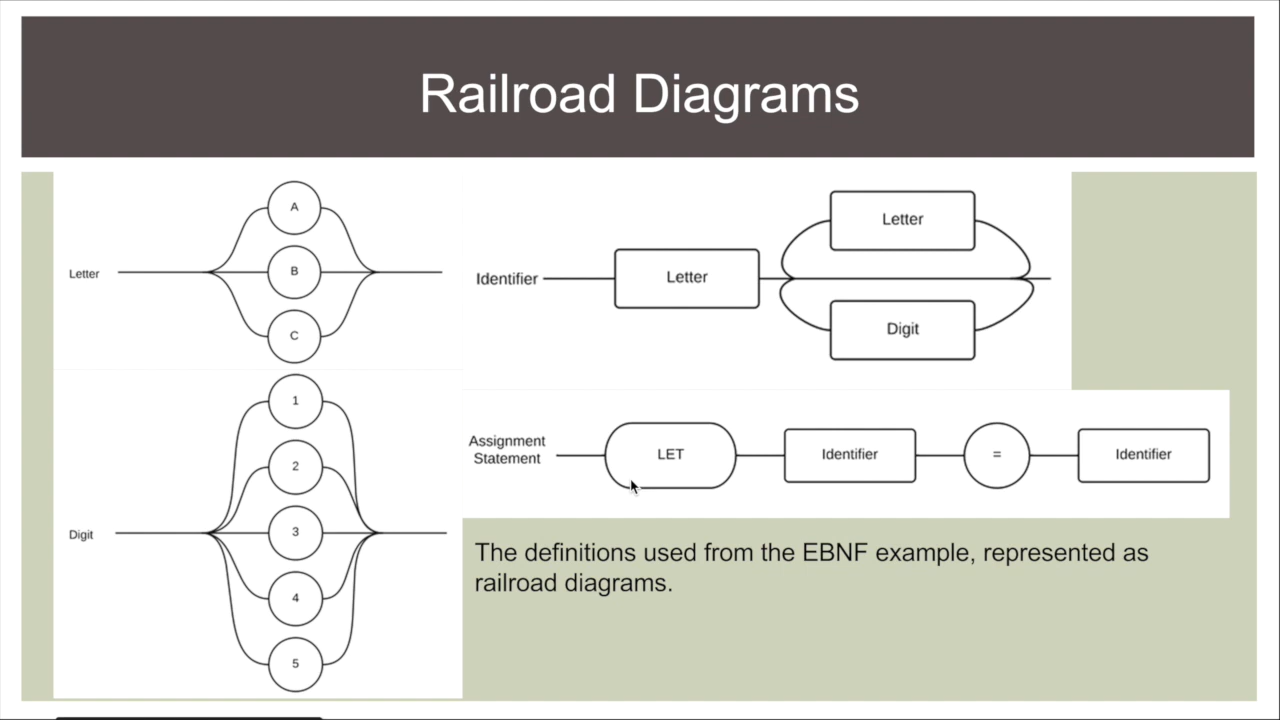 Railroad Diagrams
Letter
A
B
C
Identifier
Letter
Letter
Digit
Digit
1
2
3
4
5
Assignment
Statement
LET
Identifier
=
Identifier
The definitions used from the EBNF example, represented as
railroad diagrams.